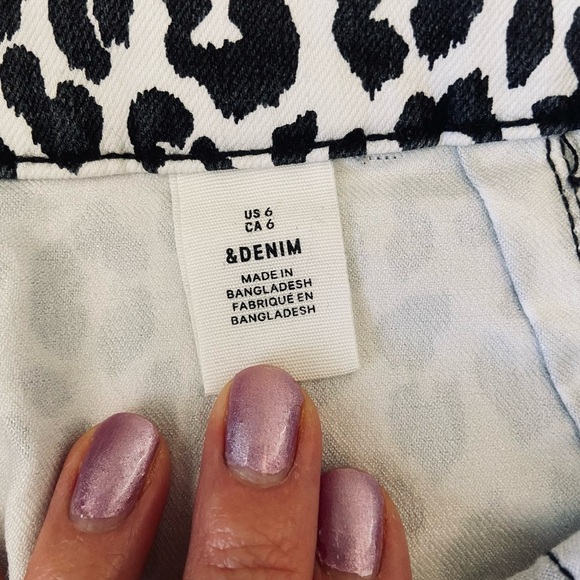 US 6
CA 6
&DENIM
MADE IN
BANGLADESH
FABRIQUÉ EN
BANGLADESH